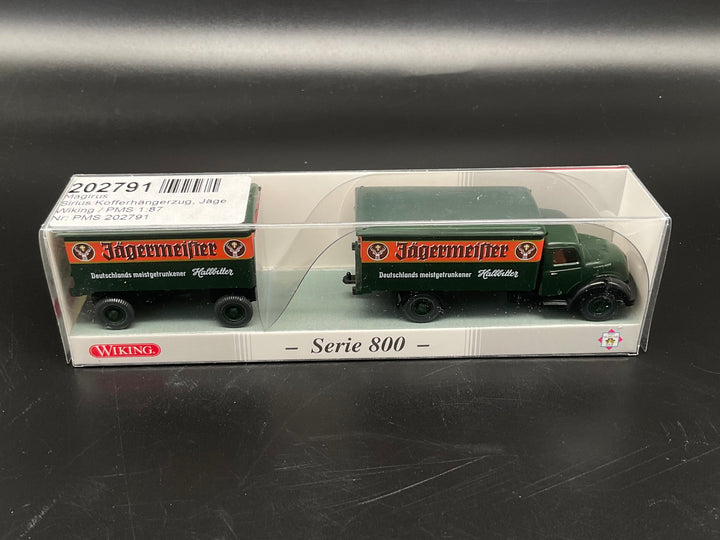 202791
Magirus
Sirius Kofferhängerzug, Jäge
Wiking / PMS 1:87
Nr: PMS 202791
Jägermeister
Deutschlands meistgetrunkener Halbbitter
Jägermeister
Deutschlands meistgetrunkener Halbbitter
WIKING
– Serie 800 –